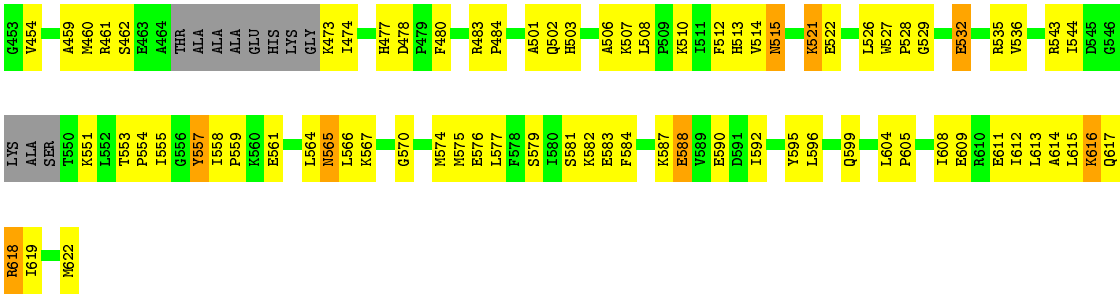 G453 V454 A459 M460 R461 S462 E463 A464 THR ALA ALA ALA GLU HIS LYS GLY K473 I474 H477 D478 P479 F480 R483 P484 A501 Q502 H503 A506 K507 L508 P509 K510 I511 F512 H513 V514 N515 K521 E522 L526 W527 P528 G529 E532 R535 V536 R543 I544 D545 G546
LYS ALA SER T550 K551 L552 T553 P554 I555 G556 Y557 I558 P559 K560 E561 L564 N565 L566 K567 G570 M574 M575 E576 L577 F578 S579 I580 S581 K582 E583 F584 K587 E588 V589 E590 D591 I592 Y595 L596 Q599 L604 P605 I608 E609 R610 E611 I612 L613 A614 L615 K616 Q617
R618 I619 M622